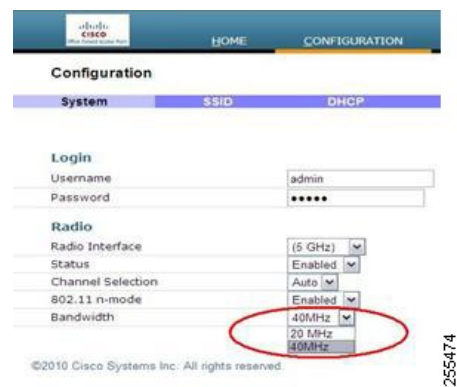 CISCO
HOME CONFIGURATION
Configuration
System SSID DHCP
Login
Username admin
Password •••••
Radio
Radio Interface (5 GHz)
Status Enabled
Channel Selection Auto
802.11 n-mode Enabled
Bandwidth 40MHz
20 MHz
40MHz
©2010 Cisco Systems Inc. All rights reserved.
255474